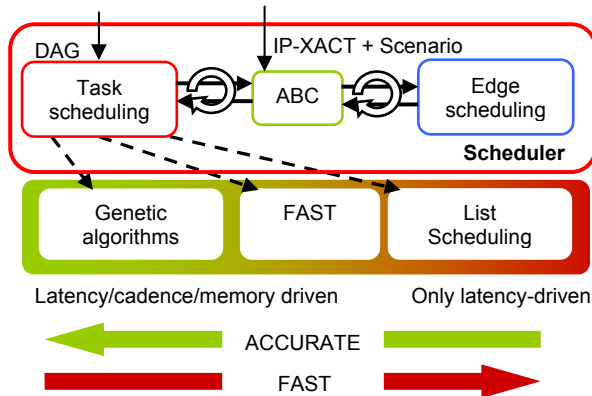 DAG
IP-XACT + Scenario
Task
scheduling
ABC
Edge
scheduling
Scheduler
Genetic
algorithms
FAST
List
Scheduling
Latency/cadence/memory driven
Only latency-driven
ACCURATE
FAST